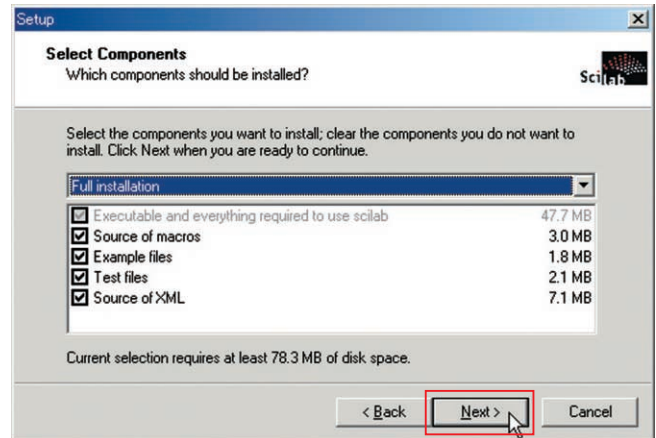 Setup
Select Components
Which components should be installed?
Scilab
Select the components you want to install; clear the components you do not want to
install. Click Next when you are ready to continue.
Full installation
Executable and everything required to use scilab 47.7 MB
Source of macros 3.0 MB
Example files 1.8 MB
Test files 2.1 MB
Source of XML 7.1 MB
Current selection requires at least 78.3 MB of disk space.
< Back Next > Cancel